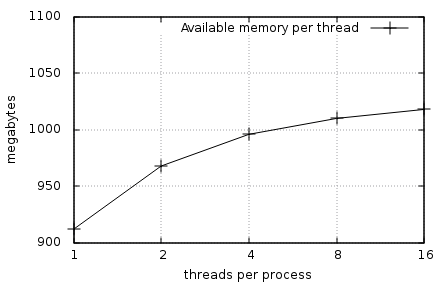 1100
Available memory per thread
1050
megabytes
1000
950
900
1 2 4 8 16
threads per process